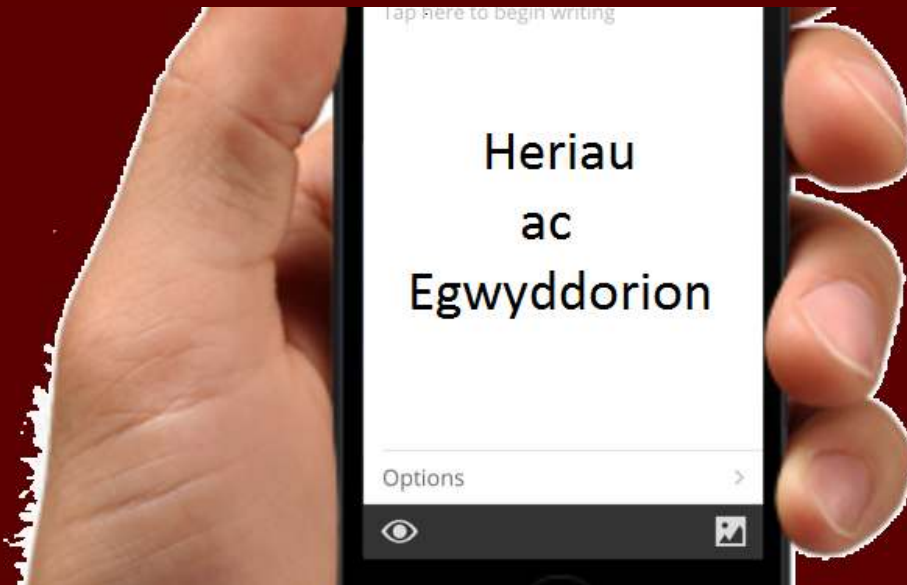 Tap here to begin writing
Heriau
ac
Egwyddorion
Options